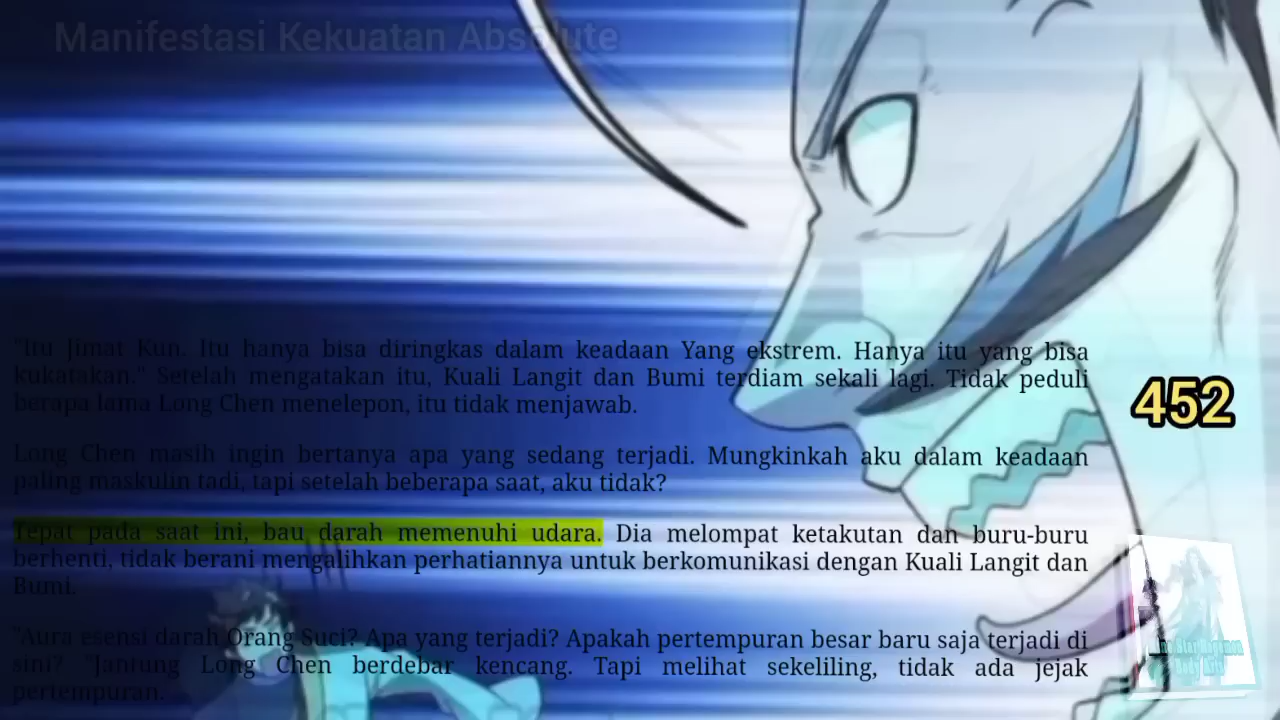 Manifestasi Kekuatan Absolute
"Itu Jimat Kun. Itu hanya bisa diringkas dalam keadaan Yang ekstrem. Hanya itu yang bisa
kukatakan." Setelah mengatakan itu, Kuali Langit dan Bumi terdiam sekali lagi. Tidak peduli
berapa lama Long Chen menelepon, itu tidak menjawab.
452
Long Chen masih ingin bertanya apa yang sedang terjadi. Mungkinkah aku dalam keadaan
paling maskulin tadi, tapi setelah beberapa saat, aku tidak?
Tepat pada saat ini, bau darah memenuhi udara. Dia melompat ketakutan dan buru-buru
berhenti, tidak berani mengalihkan perhatiannya untuk berkomunikasi dengan Kuali Langit dan
Bumi.
"Aura esensi darah Orang Suci? Apa yang terjadi? Apakah pertempuran besar baru saja terjadi di
sini? "Jantung Long Chen berdebar kencang. Tapi melihat sekeliling, tidak ada jejak
pertempuran.